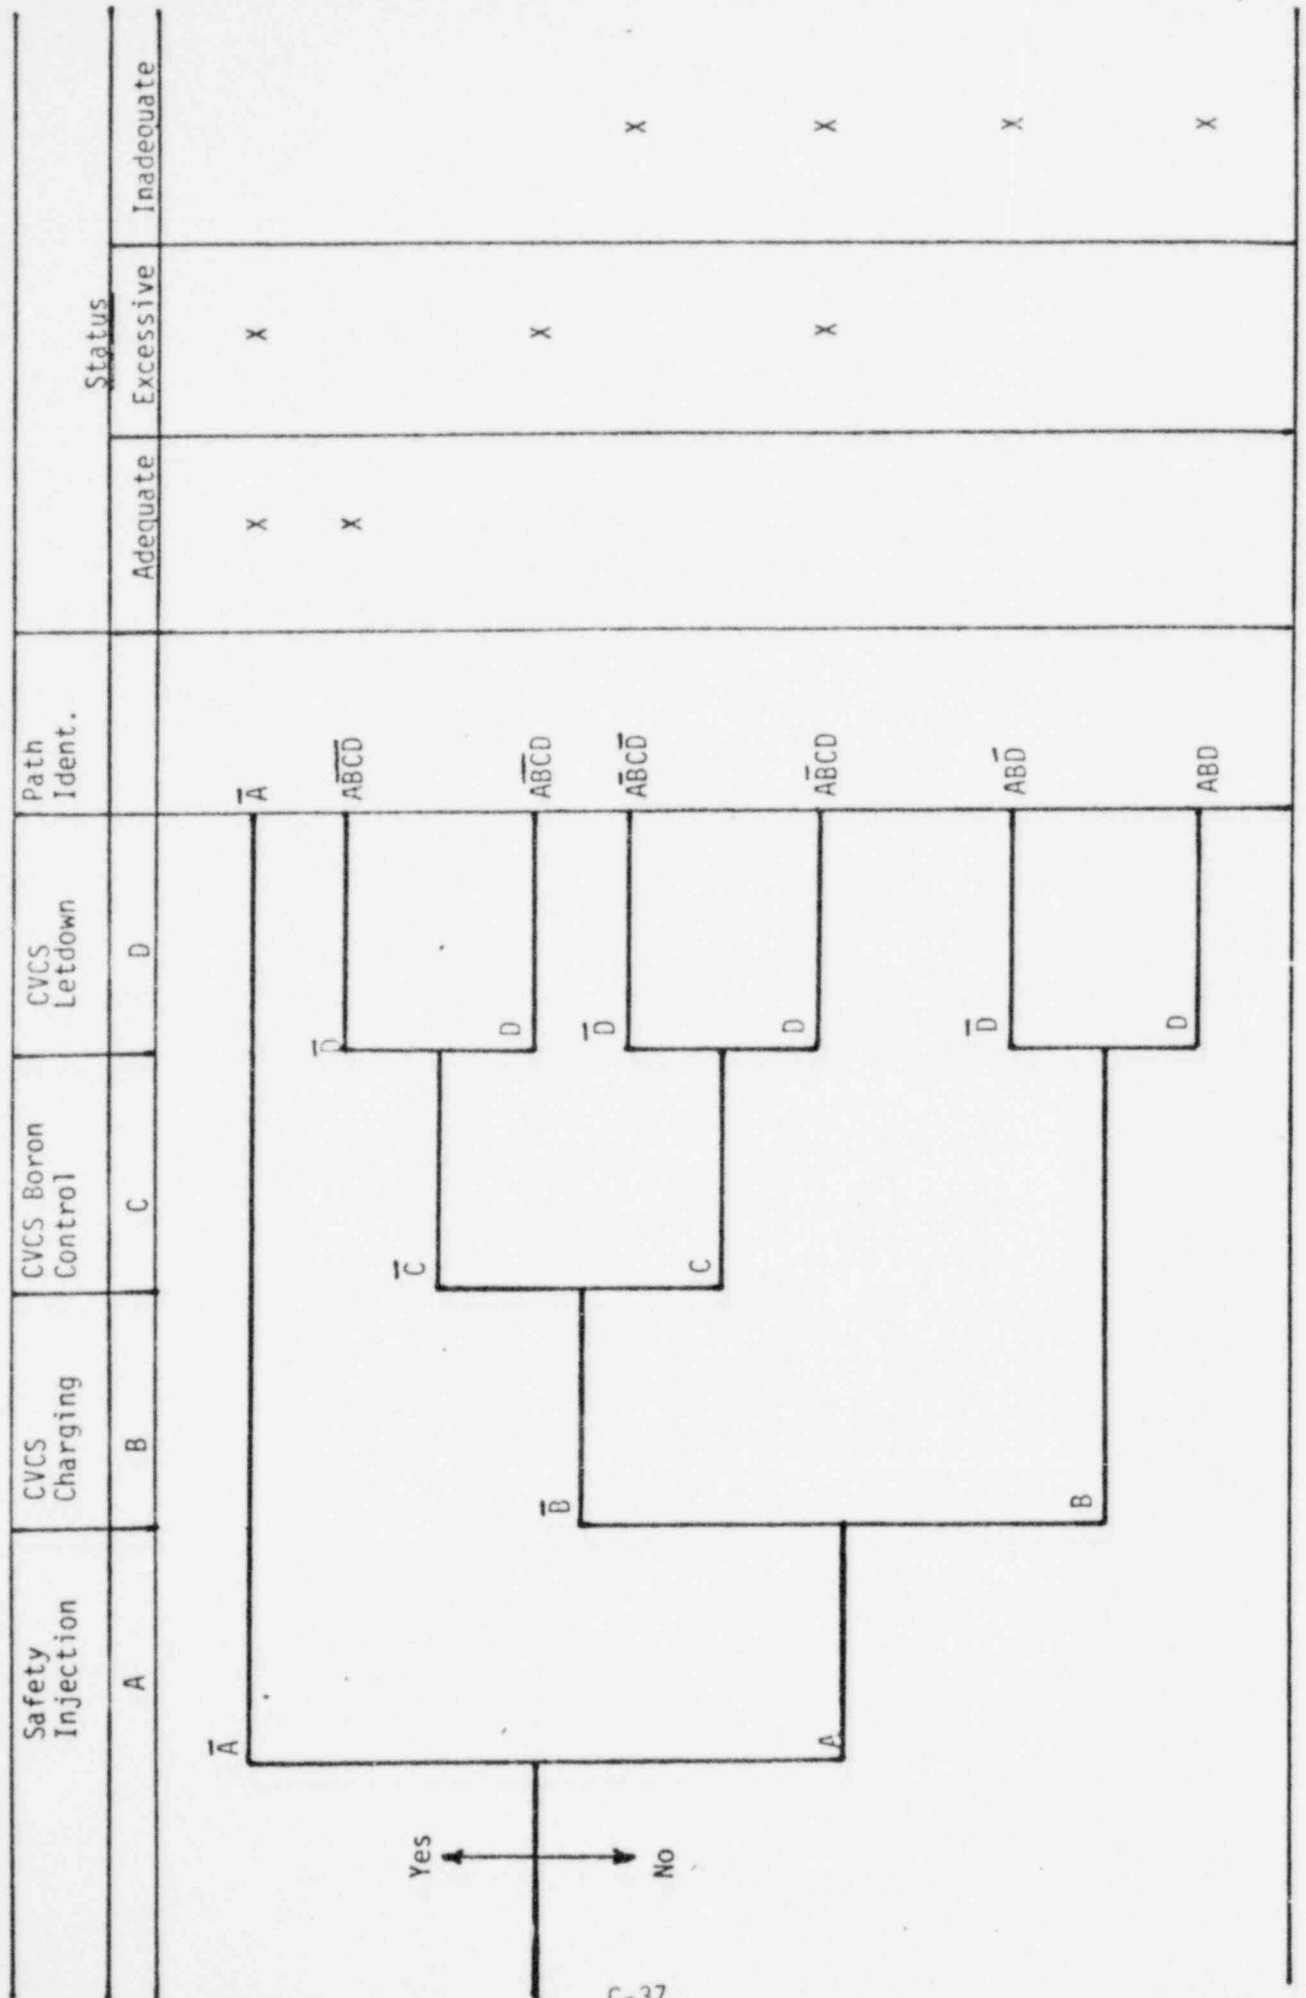 Safety
Injection
CVCS
Charging
CVCS Boron
Control
CVCS
Letdown
Path
Ident.
Status
A
B
C
D
Adequate
Excessive
Inadeouate
Yes
No
A̅
A
B̅
B
C̅
C
D̅
D
D̅
D
D̅
D
A̅
X
X
AB̅C̅D̅
X
AB̅C̅D
X
AB̅CD̅
X
AB̅CD
X
X
ABD̅
X
ABD
X
C-37